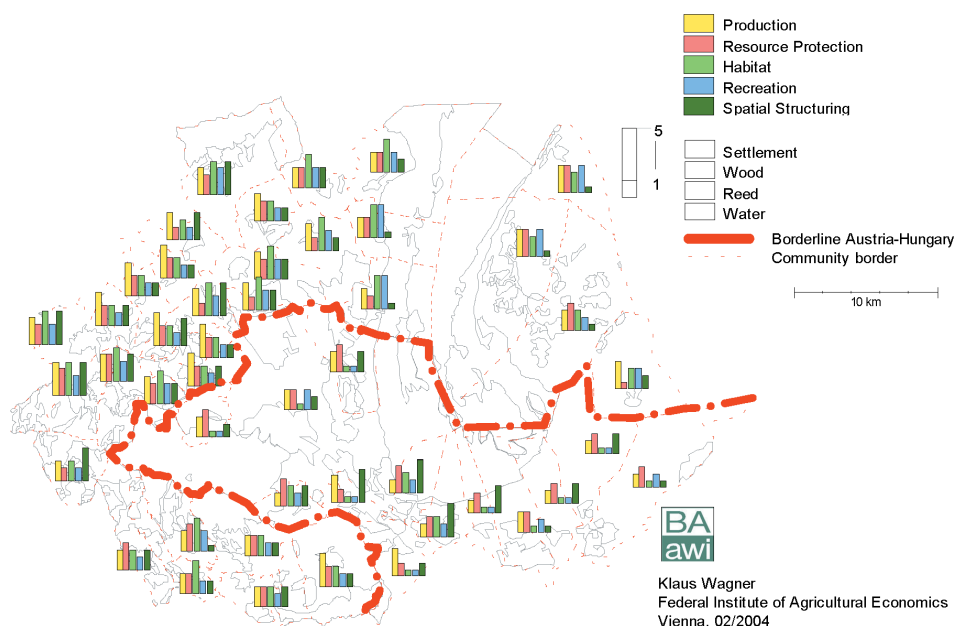 Production
Resource Protection
Habitat
Recreation
Spatial Structuring
5
1
Settlement
Wood
Reed
Water
Borderline Austria-Hungary
Community border
10 km
BA
awi
Klaus Wagner
Federal Institute of Agricultural Economics
Vienna, 02/2004